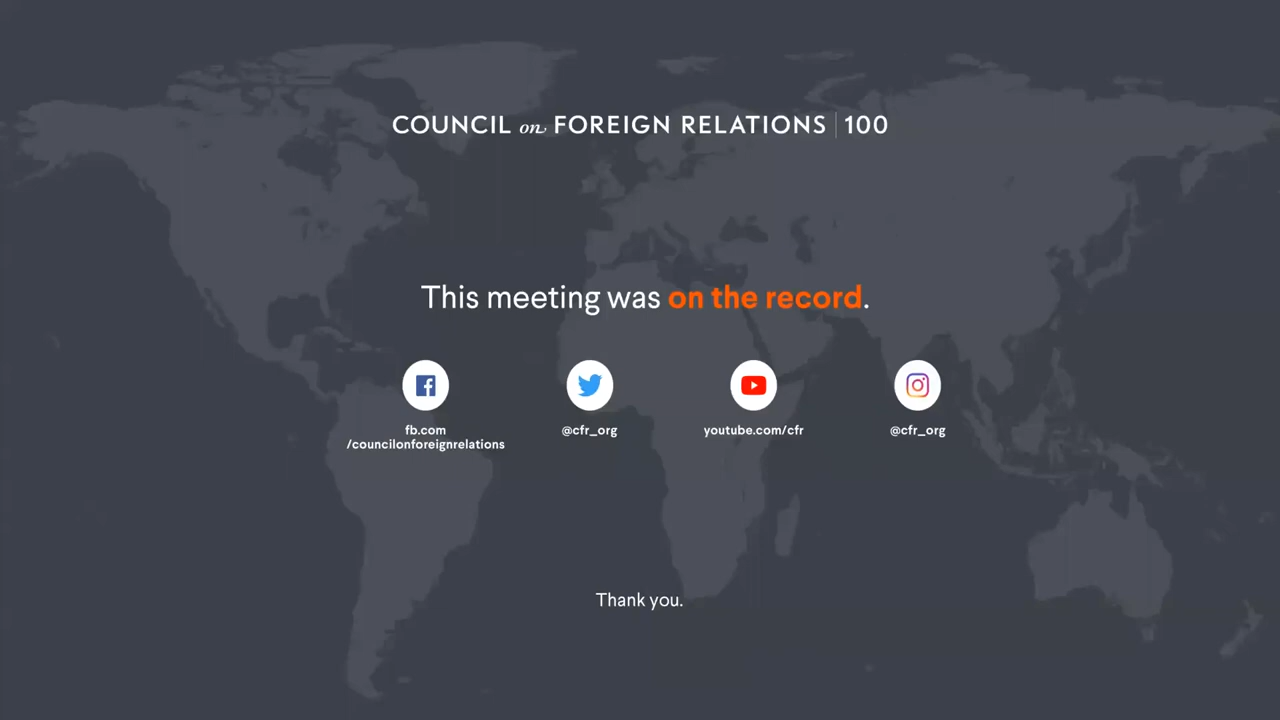 COUNCIL on FOREIGN RELATIONS | 100
This meeting was on the record.
fb.com
/councilonforeignrelations
@cfr_org
youtube.com/cfr
@cfr_org
Thank you.